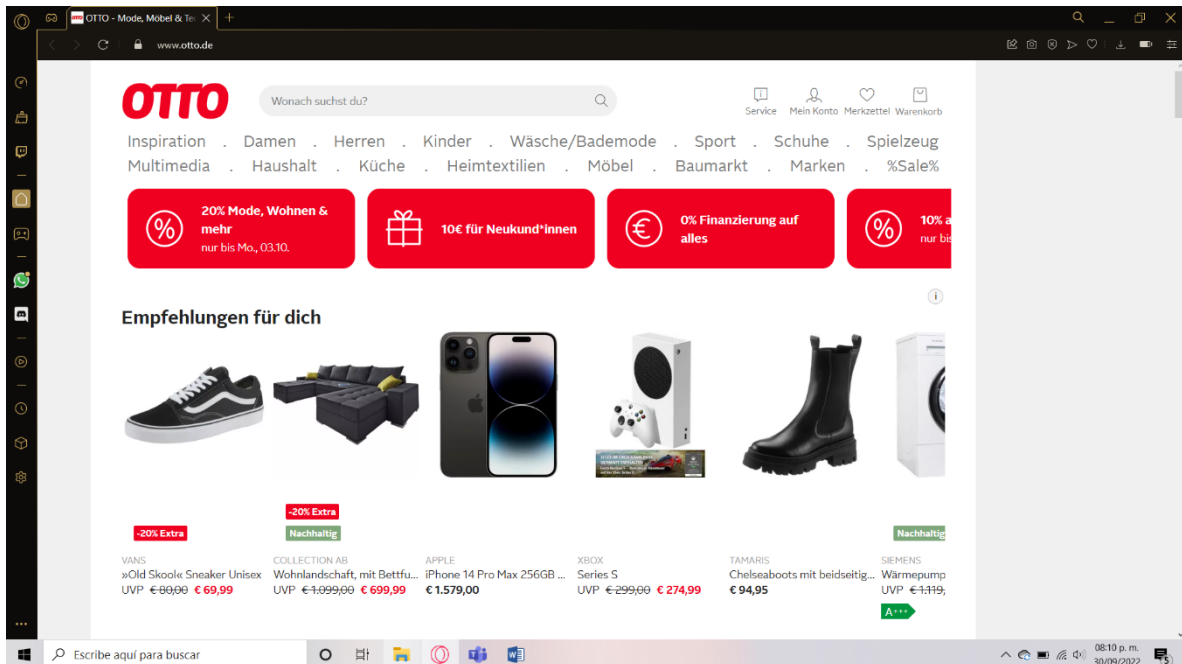 OTTO - Mode, Möbel & Te
www.otto.de
OTTO
Wonach suchst du?
Service Mein Konto Merkzettel Warenkorb
Inspiration . Damen . Herren . Kinder . Wäsche/Bademode . Sport . Schuhe . Spielzeug
Multimedia . Haushalt . Küche . Heimtextilien . Möbel . Baumarkt . Marken . %Sale%
20% Mode, Wohnen &
mehr
nur bis Mo., 03.10.
10€ für Neukund*innen
0% Finanzierung auf
alles
10% a
nur bis
Empfehlungen für dich
-20% Extra
-20% Extra
Nachhaltig
Nachhaltig
VANS
»Old Skool« Sneaker Unisex
UVP € 80,00 € 69,99
COLLECTION AB
Wohnlandschaft, mit Bettfu...
UVP € 1.099,00 € 699,99
APPLE
iPhone 14 Pro Max 256GB ...
€ 1.579,00
XBOX
Series S
UVP € 299,00 € 274,99
TAMARIS
Chelseaboots mit beidseitig...
€ 94,95
SIEMENS
Wärmepump
UVP € 1.119,
A+++
Escribe aquí para buscar
08:10 p. m.
30/09/2022
5